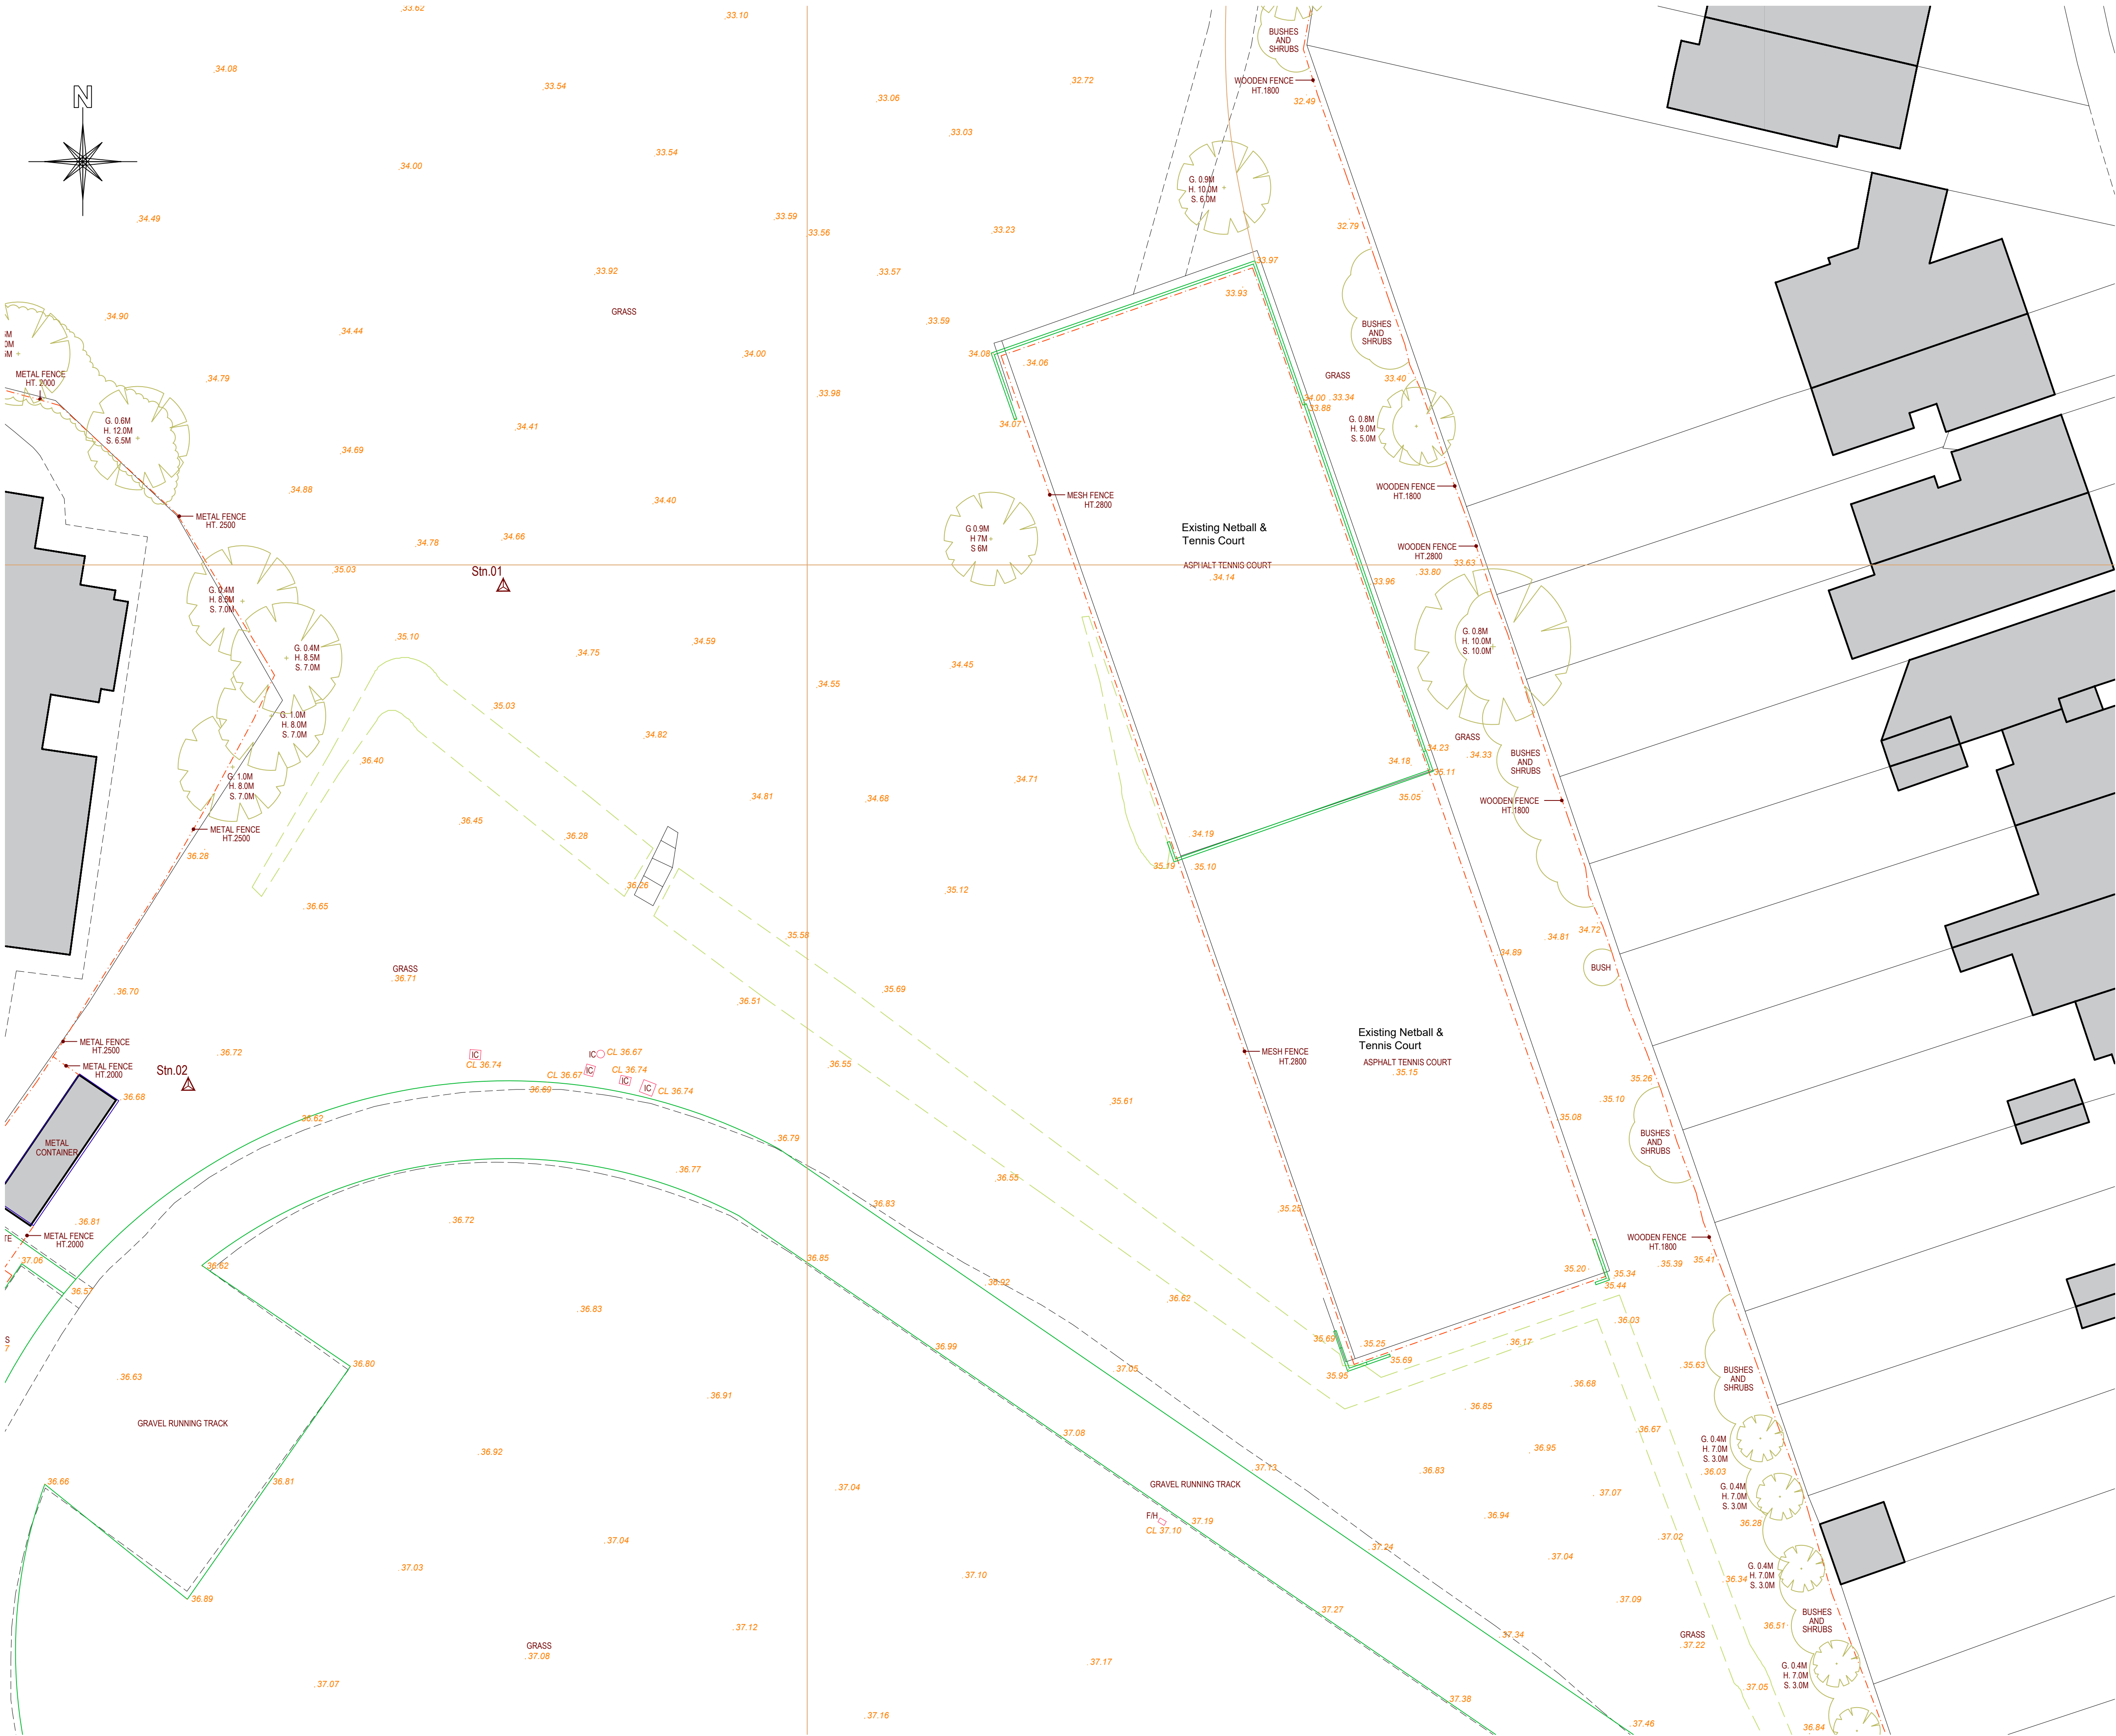 33.62
33.10
BUSHES
AND
SHRUBS
34.08
33.54
32.72
WOODEN FENCE
HT.1800
N
33.06
32.49
33.03
33.54
34.00
G. 0.9M
H. 10.0M
S. 6.0M
34.49
33.59
33.56
33.23
32.79
33.92
33.57
33.97
33.93
34.90
GRASS
33.59
34.44
BUSHES
AND
SHRUBS
34.00
34.08
34.06
METAL FENCE
HT. 2000
34.79
GRASS
33.40
33.98
34.00
33.34
33.88
G. 0.6M
H. 12.0M
S. 6.5M
34.41
34.07
G. 0.8M
H. 9.0M
S. 5.0M
34.69
34.88
34.40
MESH FENCE
HT.2800
WOODEN FENCE
HT.1800
METAL FENCE
HT. 2500
G 0.9M
H 7M
S 6M
Existing Netball &
Tennis Court
34.78
34.66
WOODEN FENCE
HT.2800
33.63
35.03
Stn.01
ASPHALT TENNIS COURT
34.14
33.96
33.80
G. 0.4M
H. 8.5M
S. 7.0M
35.10
34.59
G. 0.8M
H. 10.0M
S. 10.0M
G. 0.4M
H. 8.5M
S. 7.0M
34.75
34.45
34.55
35.03
G. 1.0M
H. 8.0M
S. 7.0M
34.82
GRASS
34.23
34.33
36.40
34.18
35.11
BUSHES
AND
SHRUBS
G. 1.0M
H. 8.0M
S. 7.0M
34.71
34.81
34.68
35.05
WOODEN FENCE
HT.1800
METAL FENCE
HT.2500
36.45
36.28
34.19
36.28
35.19
35.10
36.26
35.12
36.65
35.58
34.81
34.72
34.89
GRASS
36.71
BUSH
36.70
36.51
35.69
METAL FENCE
HT.2500
Existing Netball &
Tennis Court
36.72
IC
CL 36.74
IC
CL 36.67
MESH FENCE
HT.2800
METAL FENCE
HT.2000
Stn.02
CL 36.67
IC
CL 36.74
IC
IC
CL 36.74
36.55
ASPHALT TENNIS COURT
35.15
35.26
36.68
36.69
35.61
35.10
36.62
35.08
METAL
CONTAINER
36.79
BUSHES
AND
SHRUBS
36.77
36.55
36.83
35.25
36.81
36.72
METAL FENCE
HT.2000
TE
WOODEN FENCE
HT.1800
37.06
36.62
36.85
35.20
35.34
35.39
35.41
36.57
36.92
35.44
36.83
36.62
36.03
35.69
35.25
36.17
36.99
35.69
36.80
37.05
35.95
35.63
BUSHES
AND
SHRUBS
36.63
36.91
36.68
GRAVEL RUNNING TRACK
36.85
36.67
37.08
36.92
36.95
G. 0.4M
H. 7.0M
S. 3.0M
36.66
36.81
37.13
36.83
36.03
GRAVEL RUNNING TRACK
37.04
37.07
G. 0.4M
H. 7.0M
S. 3.0M
F/H
CL 37.10
37.19
36.94
36.28
37.04
37.24
37.02
37.04
37.03
37.10
36.34
G. 0.4M
H. 7.0M
S. 3.0M
36.89
37.27
37.09
37.12
36.51
BUSHES
AND
SHRUBS
GRASS
37.08
37.34
GRASS
37.22
37.17
G. 0.4M
H. 7.0M
S. 3.0M
37.07
37.05
37.38
37.16
37.46
36.84